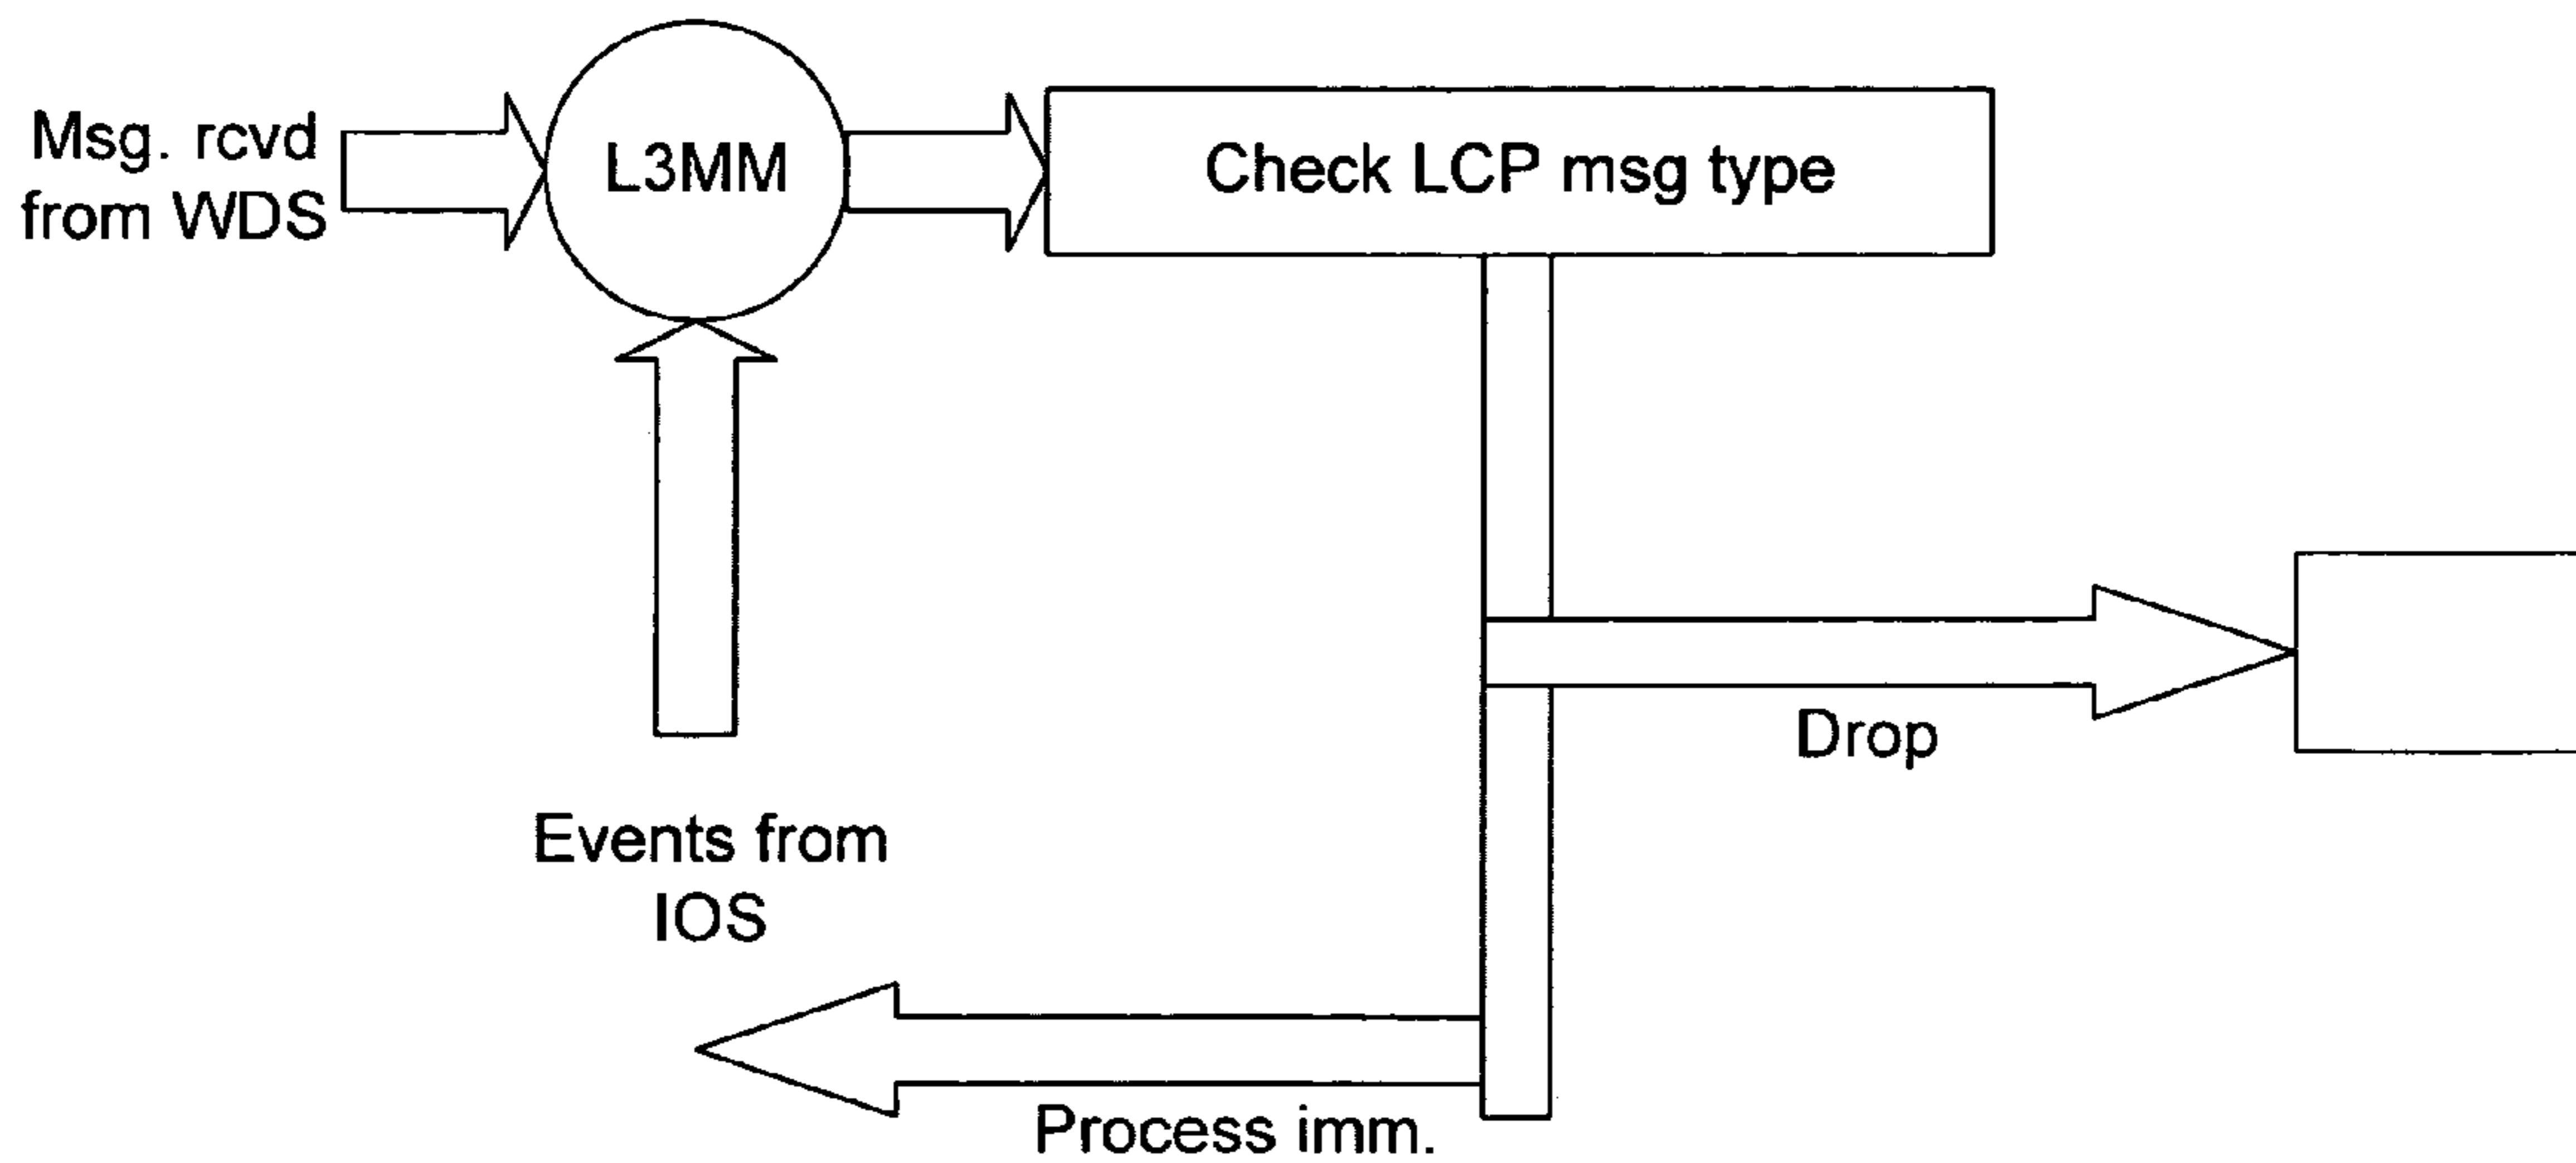 Msg. rcvd
from WDS
L3MM
Check LCP msg type
Drop
Events from
IOS
Process imm.